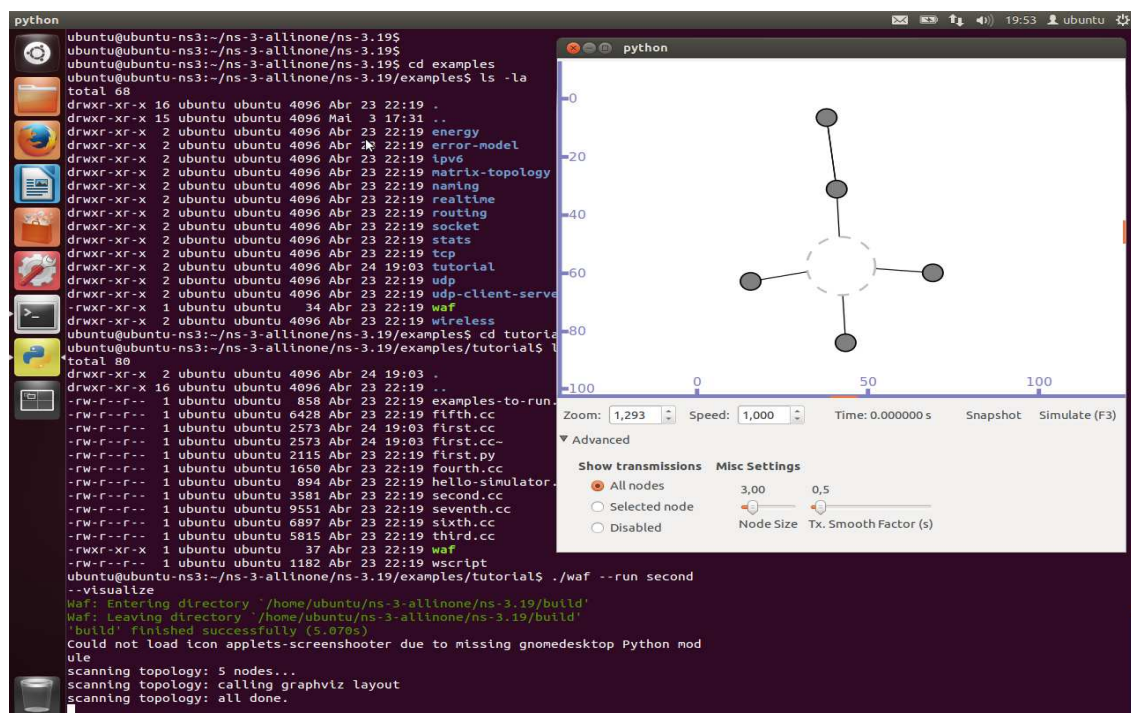 python
19:53 ubuntu
ubuntu@ubuntu-ns3:~/ns-3-allinone/ns-3.19$
ubuntu@ubuntu-ns3:~/ns-3-allinone/ns-3.19$
ubuntu@ubuntu-ns3:~/ns-3-allinone/ns-3.19$ cd examples
ubuntu@ubuntu-ns3:~/ns-3-allinone/ns-3.19/examples$ ls -la
total 68
drwxr-xr-x 16 ubuntu ubuntu 4096 Abr 23 22:19 .
drwxr-xr-x 15 ubuntu ubuntu 4096 Mai  3 17:31 ..
drwxr-xr-x  2 ubuntu ubuntu 4096 Abr 23 22:19 energy
drwxr-xr-x  2 ubuntu ubuntu 4096 Abr 23 22:19 error-model
drwxr-xr-x  2 ubuntu ubuntu 4096 Abr 23 22:19 ipv6
drwxr-xr-x  2 ubuntu ubuntu 4096 Abr 23 22:19 matrix-topology
drwxr-xr-x  2 ubuntu ubuntu 4096 Abr 23 22:19 naming
drwxr-xr-x  2 ubuntu ubuntu 4096 Abr 23 22:19 realtime
drwxr-xr-x  2 ubuntu ubuntu 4096 Abr 23 22:19 routing
drwxr-xr-x  2 ubuntu ubuntu 4096 Abr 23 22:19 socket
drwxr-xr-x  2 ubuntu ubuntu 4096 Abr 23 22:19 stats
drwxr-xr-x  2 ubuntu ubuntu 4096 Abr 23 22:19 tcp
drwxr-xr-x  2 ubuntu ubuntu 4096 Abr 24 19:03 tutorial
drwxr-xr-x  2 ubuntu ubuntu 4096 Abr 23 22:19 udp
drwxr-xr-x  2 ubuntu ubuntu 4096 Abr 23 22:19 udp-client-serve
-rwxr-xr-x  1 ubuntu ubuntu   34 Abr 23 22:19 waf
drwxr-xr-x  2 ubuntu ubuntu 4096 Abr 23 22:19 wireless
ubuntu@ubuntu-ns3:~/ns-3-allinone/ns-3.19/examples$ cd tutoria
ubuntu@ubuntu-ns3:~/ns-3-allinone/ns-3.19/examples/tutorial$ l
total 80
drwxr-xr-x  2 ubuntu ubuntu 4096 Abr 24 19:03 .
drwxr-xr-x 16 ubuntu ubuntu 4096 Abr 23 22:19 ..
-rw-r--r--  1 ubuntu ubuntu  858 Abr 23 22:19 examples-to-run.
-rw-r--r--  1 ubuntu ubuntu 6428 Abr 23 22:19 fifth.cc
-rw-r--r--  1 ubuntu ubuntu 2573 Abr 24 19:03 first.cc
-rw-r--r--  1 ubuntu ubuntu 2573 Abr 24 19:03 first.cc~
-rw-r--r--  1 ubuntu ubuntu 2115 Abr 23 22:19 first.py
-rw-r--r--  1 ubuntu ubuntu 1650 Abr 23 22:19 fourth.cc
-rw-r--r--  1 ubuntu ubuntu  894 Abr 23 22:19 hello-simulator.
-rw-r--r--  1 ubuntu ubuntu 3581 Abr 23 22:19 second.cc
-rw-r--r--  1 ubuntu ubuntu 9551 Abr 23 22:19 seventh.cc
-rw-r--r--  1 ubuntu ubuntu 6897 Abr 23 22:19 sixth.cc
-rw-r--r--  1 ubuntu ubuntu 5815 Abr 23 22:19 third.cc
-rwxr-xr-x  1 ubuntu ubuntu   37 Abr 23 22:19 waf
-rw-r--r--  1 ubuntu ubuntu 1182 Abr 23 22:19 wscript
ubuntu@ubuntu-ns3:~/ns-3-allinone/ns-3.19/examples/tutorial$ ./waf --run second
--visualize
Waf: Entering directory `/home/ubuntu/ns-3-allinone/ns-3.19/build'
Waf: Leaving directory `/home/ubuntu/ns-3-allinone/ns-3.19/build'
'build' finished successfully (5.070s)
Could not load icon applets-screenshooter due to missing gnomedesktop Python mod
ule
scanning topology: 5 nodes...
scanning topology: calling graphviz layout
scanning topology: all done.
python
0
20
40
60
80
100
0 50 100
Zoom: 1,293 Speed: 1,000 Time: 0.000000 s Snapshot Simulate (F3)
Advanced
Show transmissions Misc Settings
All nodes 3,00 0,5
Selected node
Node Size Tx. Smooth Factor (s)
Disabled